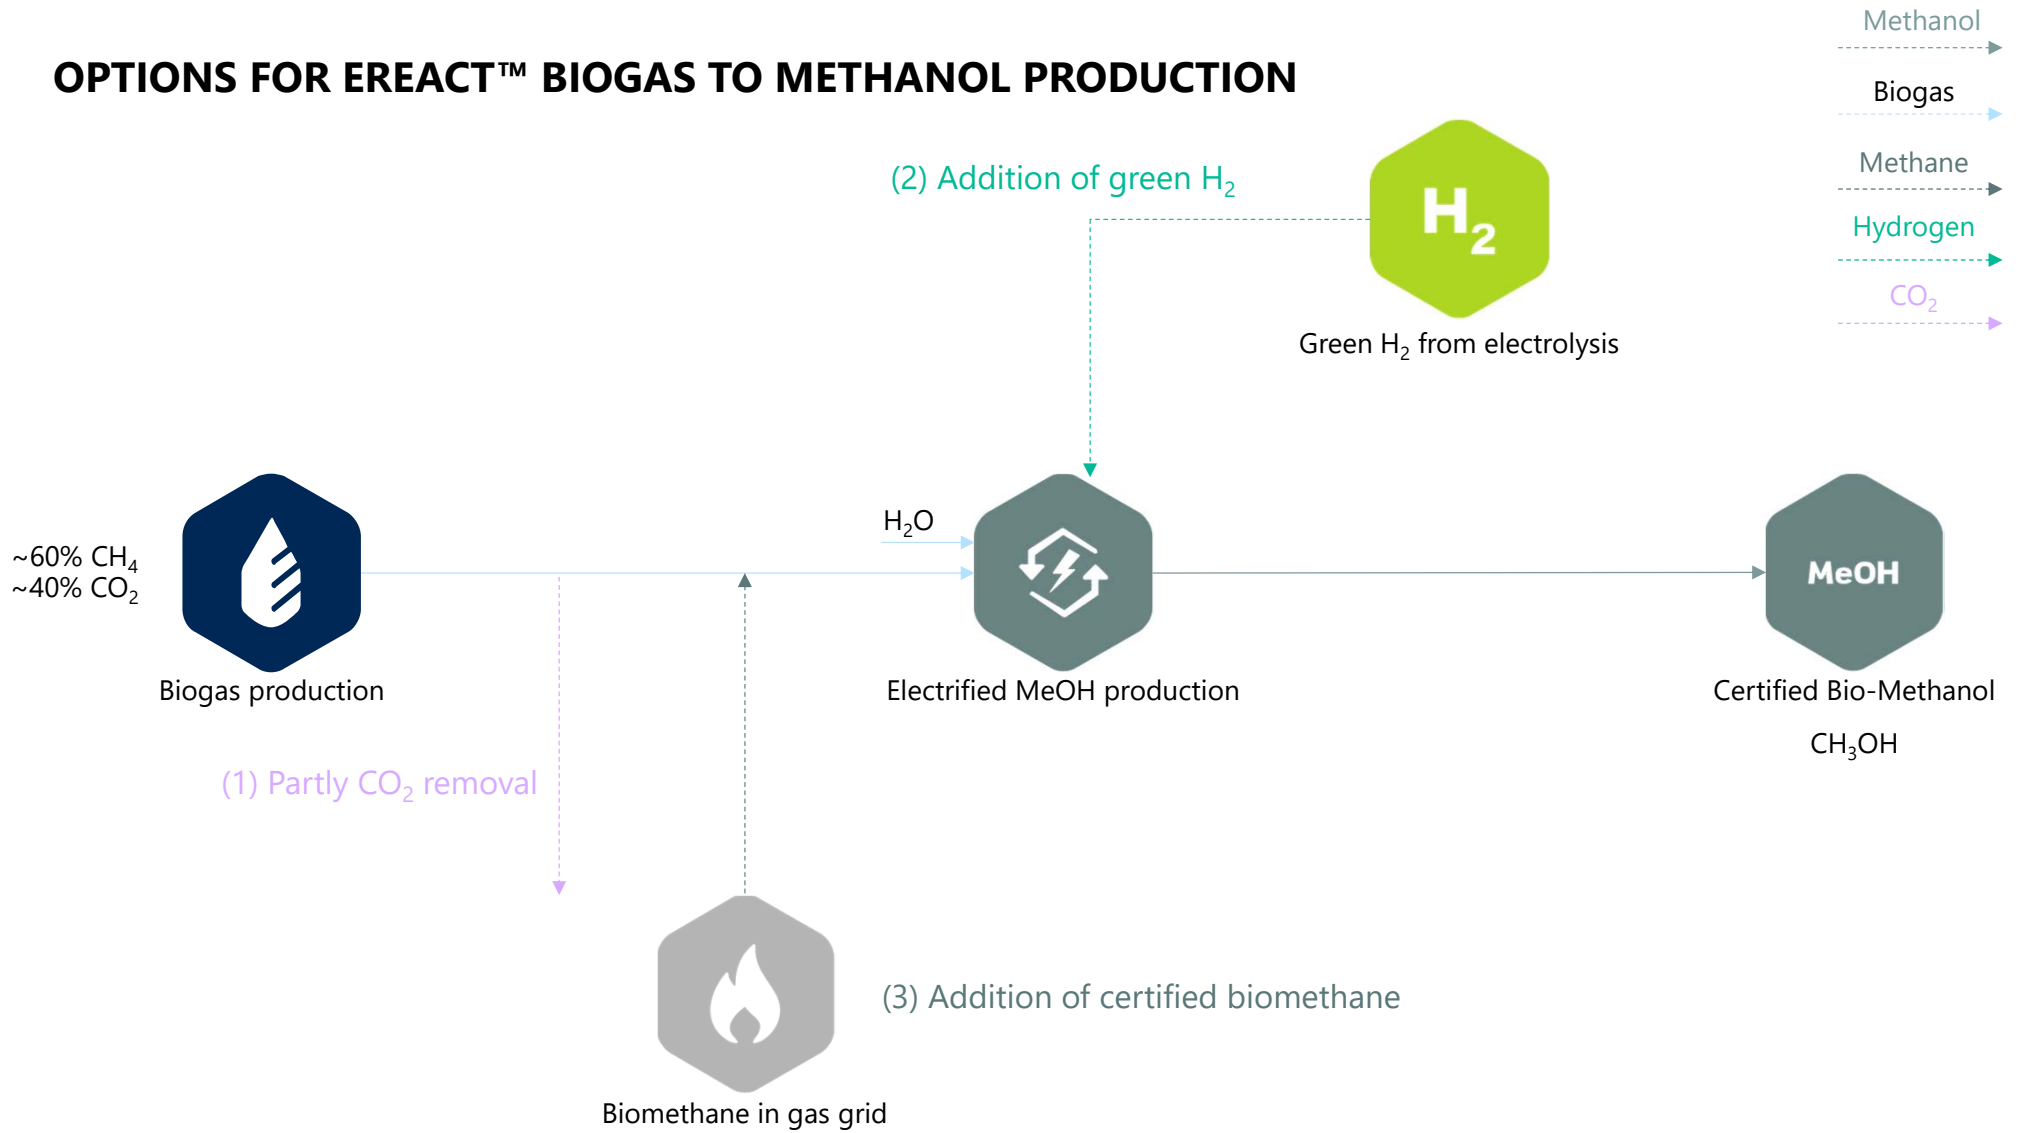 OPTIONS FOR EREACT™ BIOGAS TO METHANOL PRODUCTION
Methanol
Biogas
Methane
Hydrogen
CO₂
(2) Addition of green H₂
H₂
Green H₂ from electrolysis
~60% CH₄
~40% CO₂
H₂O
MeOH
Biogas production
Electrified MeOH production
Certified Bio-Methanol
CH₃OH
(1) Partly CO₂ removal
(3) Addition of certified biomethane
Biomethane in gas grid